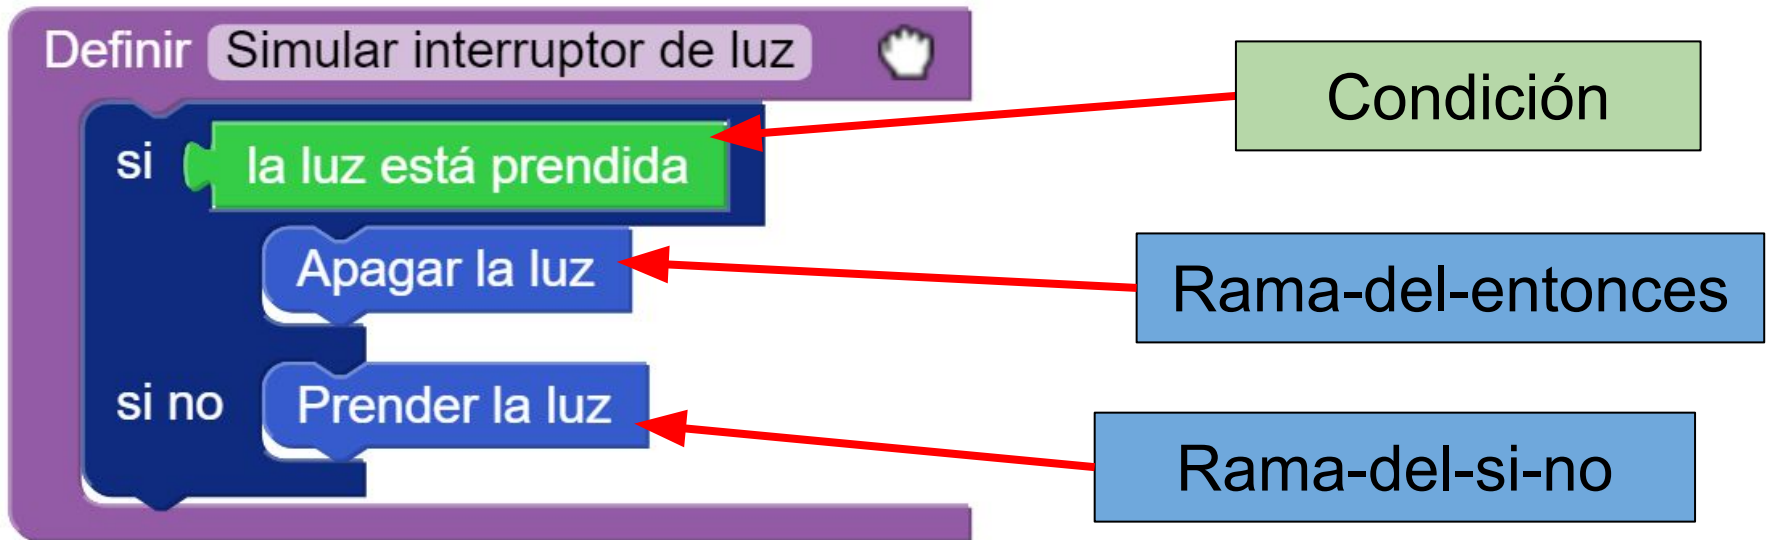 Definir Simular interruptor de luz
Condición
si la luz está prendida
Apagar la luz
Rama-del-entonces
si no Prender la luz
Rama-del-si-no